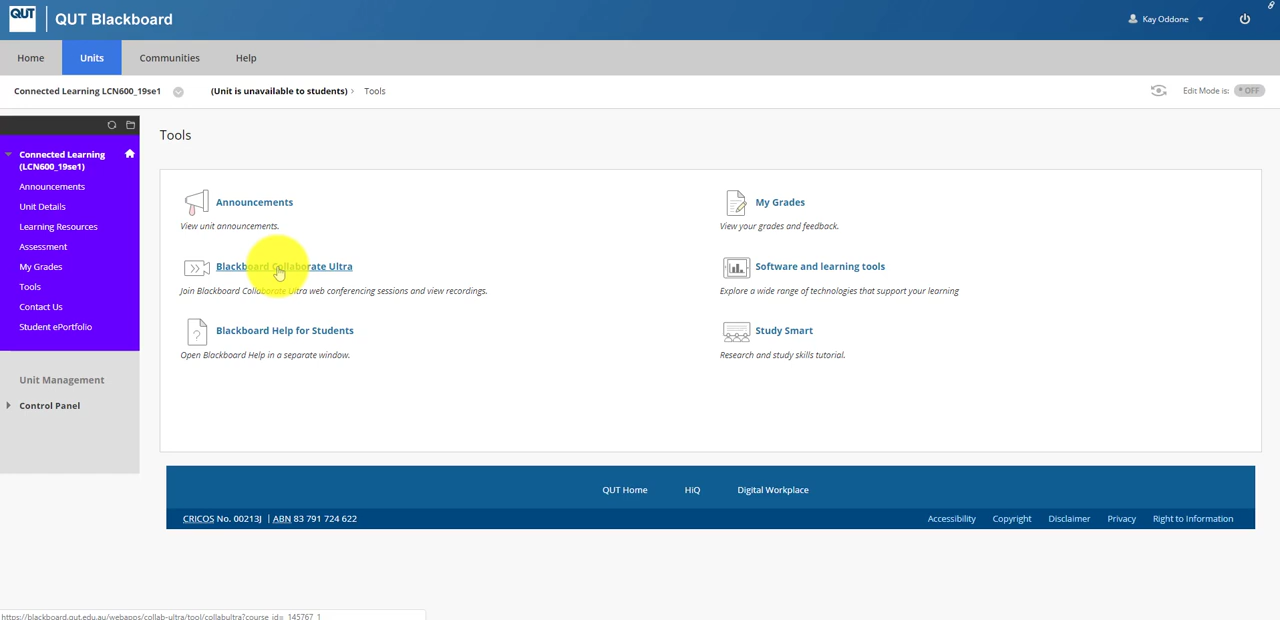 QUT
QUT Blackboard
Kay Oddone
Home
Units
Communities
Help
Connected Learning LCN600_19se1
(Unit is unavailable to students)
Tools
Edit Mode is:
OFF
Connected Learning
(LCN600_19se1)
Announcements
Unit Details
Learning Resources
Assessment
My Grades
Tools
Contact Us
Student ePortfolio
Unit Management
Control Panel
Tools
Announcements
View unit announcements.
My Grades
View your grades and feedback.
Blackboard Collaborate Ultra
Join Blackboard Collaborate Ultra web conferencing sessions and view recordings.
Software and learning tools
Explore a wide range of technologies that support your learning
Blackboard Help for Students
Open Blackboard Help in a separate window.
Study Smart
Research and study skills tutorial.
QUT Home
HiQ
Digital Workplace
CRICOS No. 00213J | ABN 83 791 724 622
Accessibility
Copyright
Disclaimer
Privacy
Right to Information
https://blackboard.qut.edu.au/webapps/collab-ultra/tool/collabultra?course_id=_145767_1